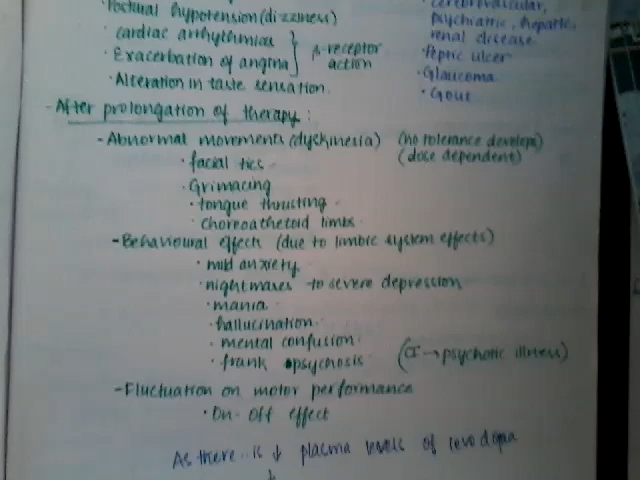 · Postural hypotension (dizziness)
· cardiac arrhythmias
· Exacerbation of angina } β-receptor action
· Alteration in taste sensation.
cerebrovascular,
psychiatric, hepatic,
renal disease
· Peptic ulcer
· Glaucoma
· Gout
- After prolongation of therapy:
- Abnormal movements (dyskinesia) (no tolerance develops)
· facial tics (dose dependent)
· Grimacing
· tongue thrusting
· choreoathetoid limbs
- Behavioural effects (due to limbic system effects)
· mild anxiety
· nightmares to severe depression
· mania
· hallucination
· mental confusion
· frank psychosis (CI → psychotic illness)
- Fluctuation on motor performance
· On-Off effect
As there is ↓ plasma levels of levodopa
↓